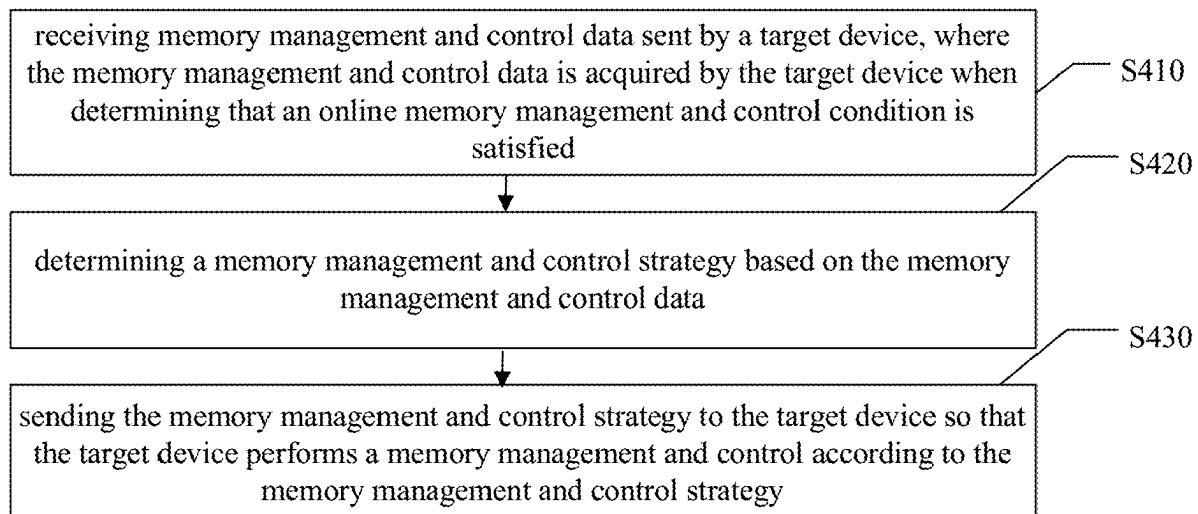 receiving memory management and control data sent by a target device, where
the memory management and control data is acquired by the target device when
determining that an online memory management and control condition is
satisfied
S410
S420
determining a memory management and control strategy based on the memory
management and control data
S430
sending the memory management and control strategy to the target device so that
the target device performs a memory management and control according to the
memory management and control strategy